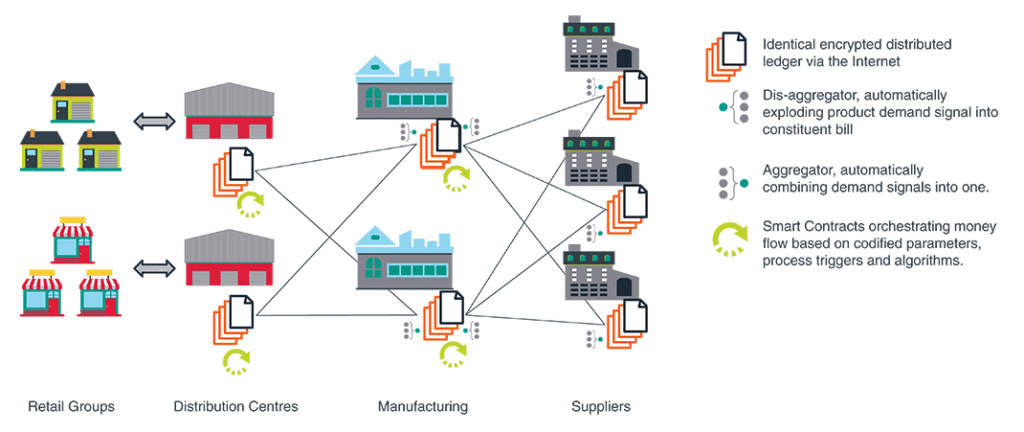 Identical encrypted distributed
ledger via the Internet
Dis-aggregator, automatically
exploding product demand signal into
constituent bill
Aggregator, automatically
combining demand signals into one.
Smart Contracts orchestrating money
flow based on codified parameters,
process triggers and algorithms.
Retail Groups
Distribution Centres
Manufacturing
Suppliers